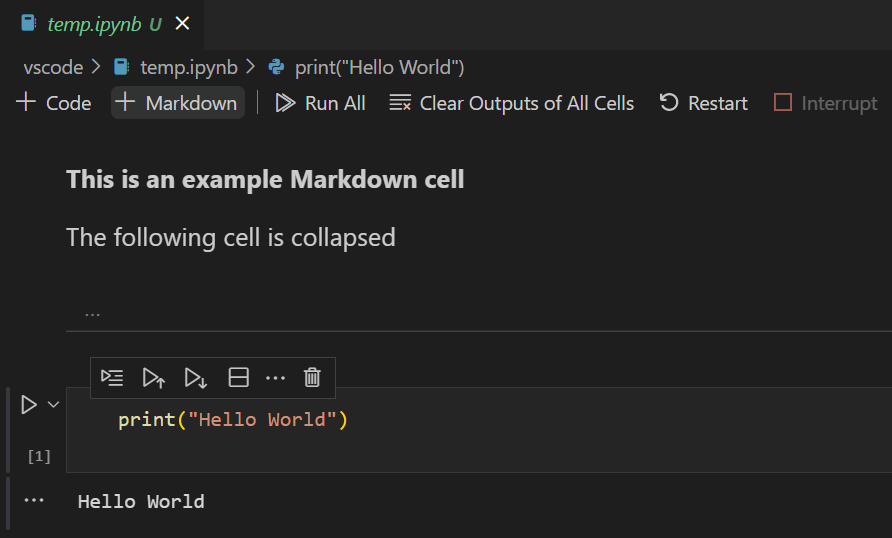 temp.ipynb U
vscode > temp.ipynb > print("Hello World")
+ Code + Markdown | Run All Clear Outputs of All Cells Restart Interrupt
This is an example Markdown cell
The following cell is collapsed
...
...
print("Hello World")
[1]
... Hello World